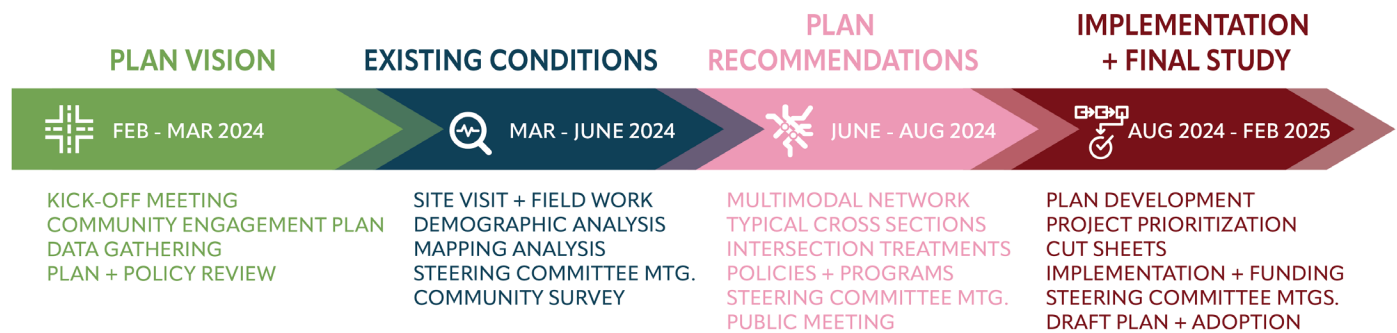 PLAN VISION
FEB - MAR 2024
KICK-OFF MEETING
COMMUNITY ENGAGEMENT PLAN
DATA GATHERING
PLAN + POLICY REVIEW
EXISTING CONDITIONS
MAR - JUNE 2024
SITE VISIT + FIELD WORK
DEMOGRAPHIC ANALYSIS
MAPPING ANALYSIS
STEERING COMMITTEE MTG.
COMMUNITY SURVEY
PLAN
RECOMMENDATIONS
JUNE - AUG 2024
MULTIMODAL NETWORK
TYPICAL CROSS SECTIONS
INTERSECTION TREATMENTS
POLICIES + PROGRAMS
STEERING COMMITTEE MTG.
PUBLIC MEETING
IMPLEMENTATION
+ FINAL STUDY
AUG 2024 - FEB 2025
PLAN DEVELOPMENT
PROJECT PRIORITIZATION
CUT SHEETS
IMPLEMENTATION + FUNDING
STEERING COMMITTEE MTGS.
DRAFT PLAN + ADOPTION